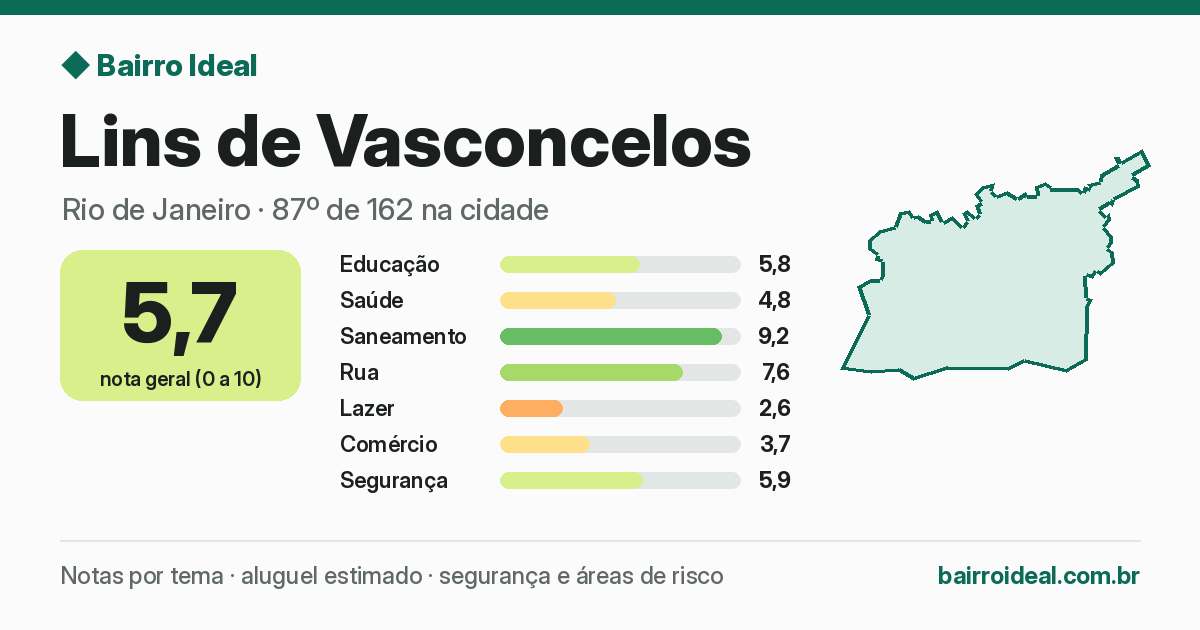 Bairro Ideal
Lins de Vasconcelos
Rio de Janeiro · 87º de 162 na cidade
5,7
nota geral (0 a 10)
Educação 5,8
Saúde 4,8
Saneamento 9,2
Rua 7,6
Lazer 2,6
Comércio 3,7
Segurança 5,9
Notas por tema · aluguel estimado · segurança e áreas de risco
bairroideal.com.br